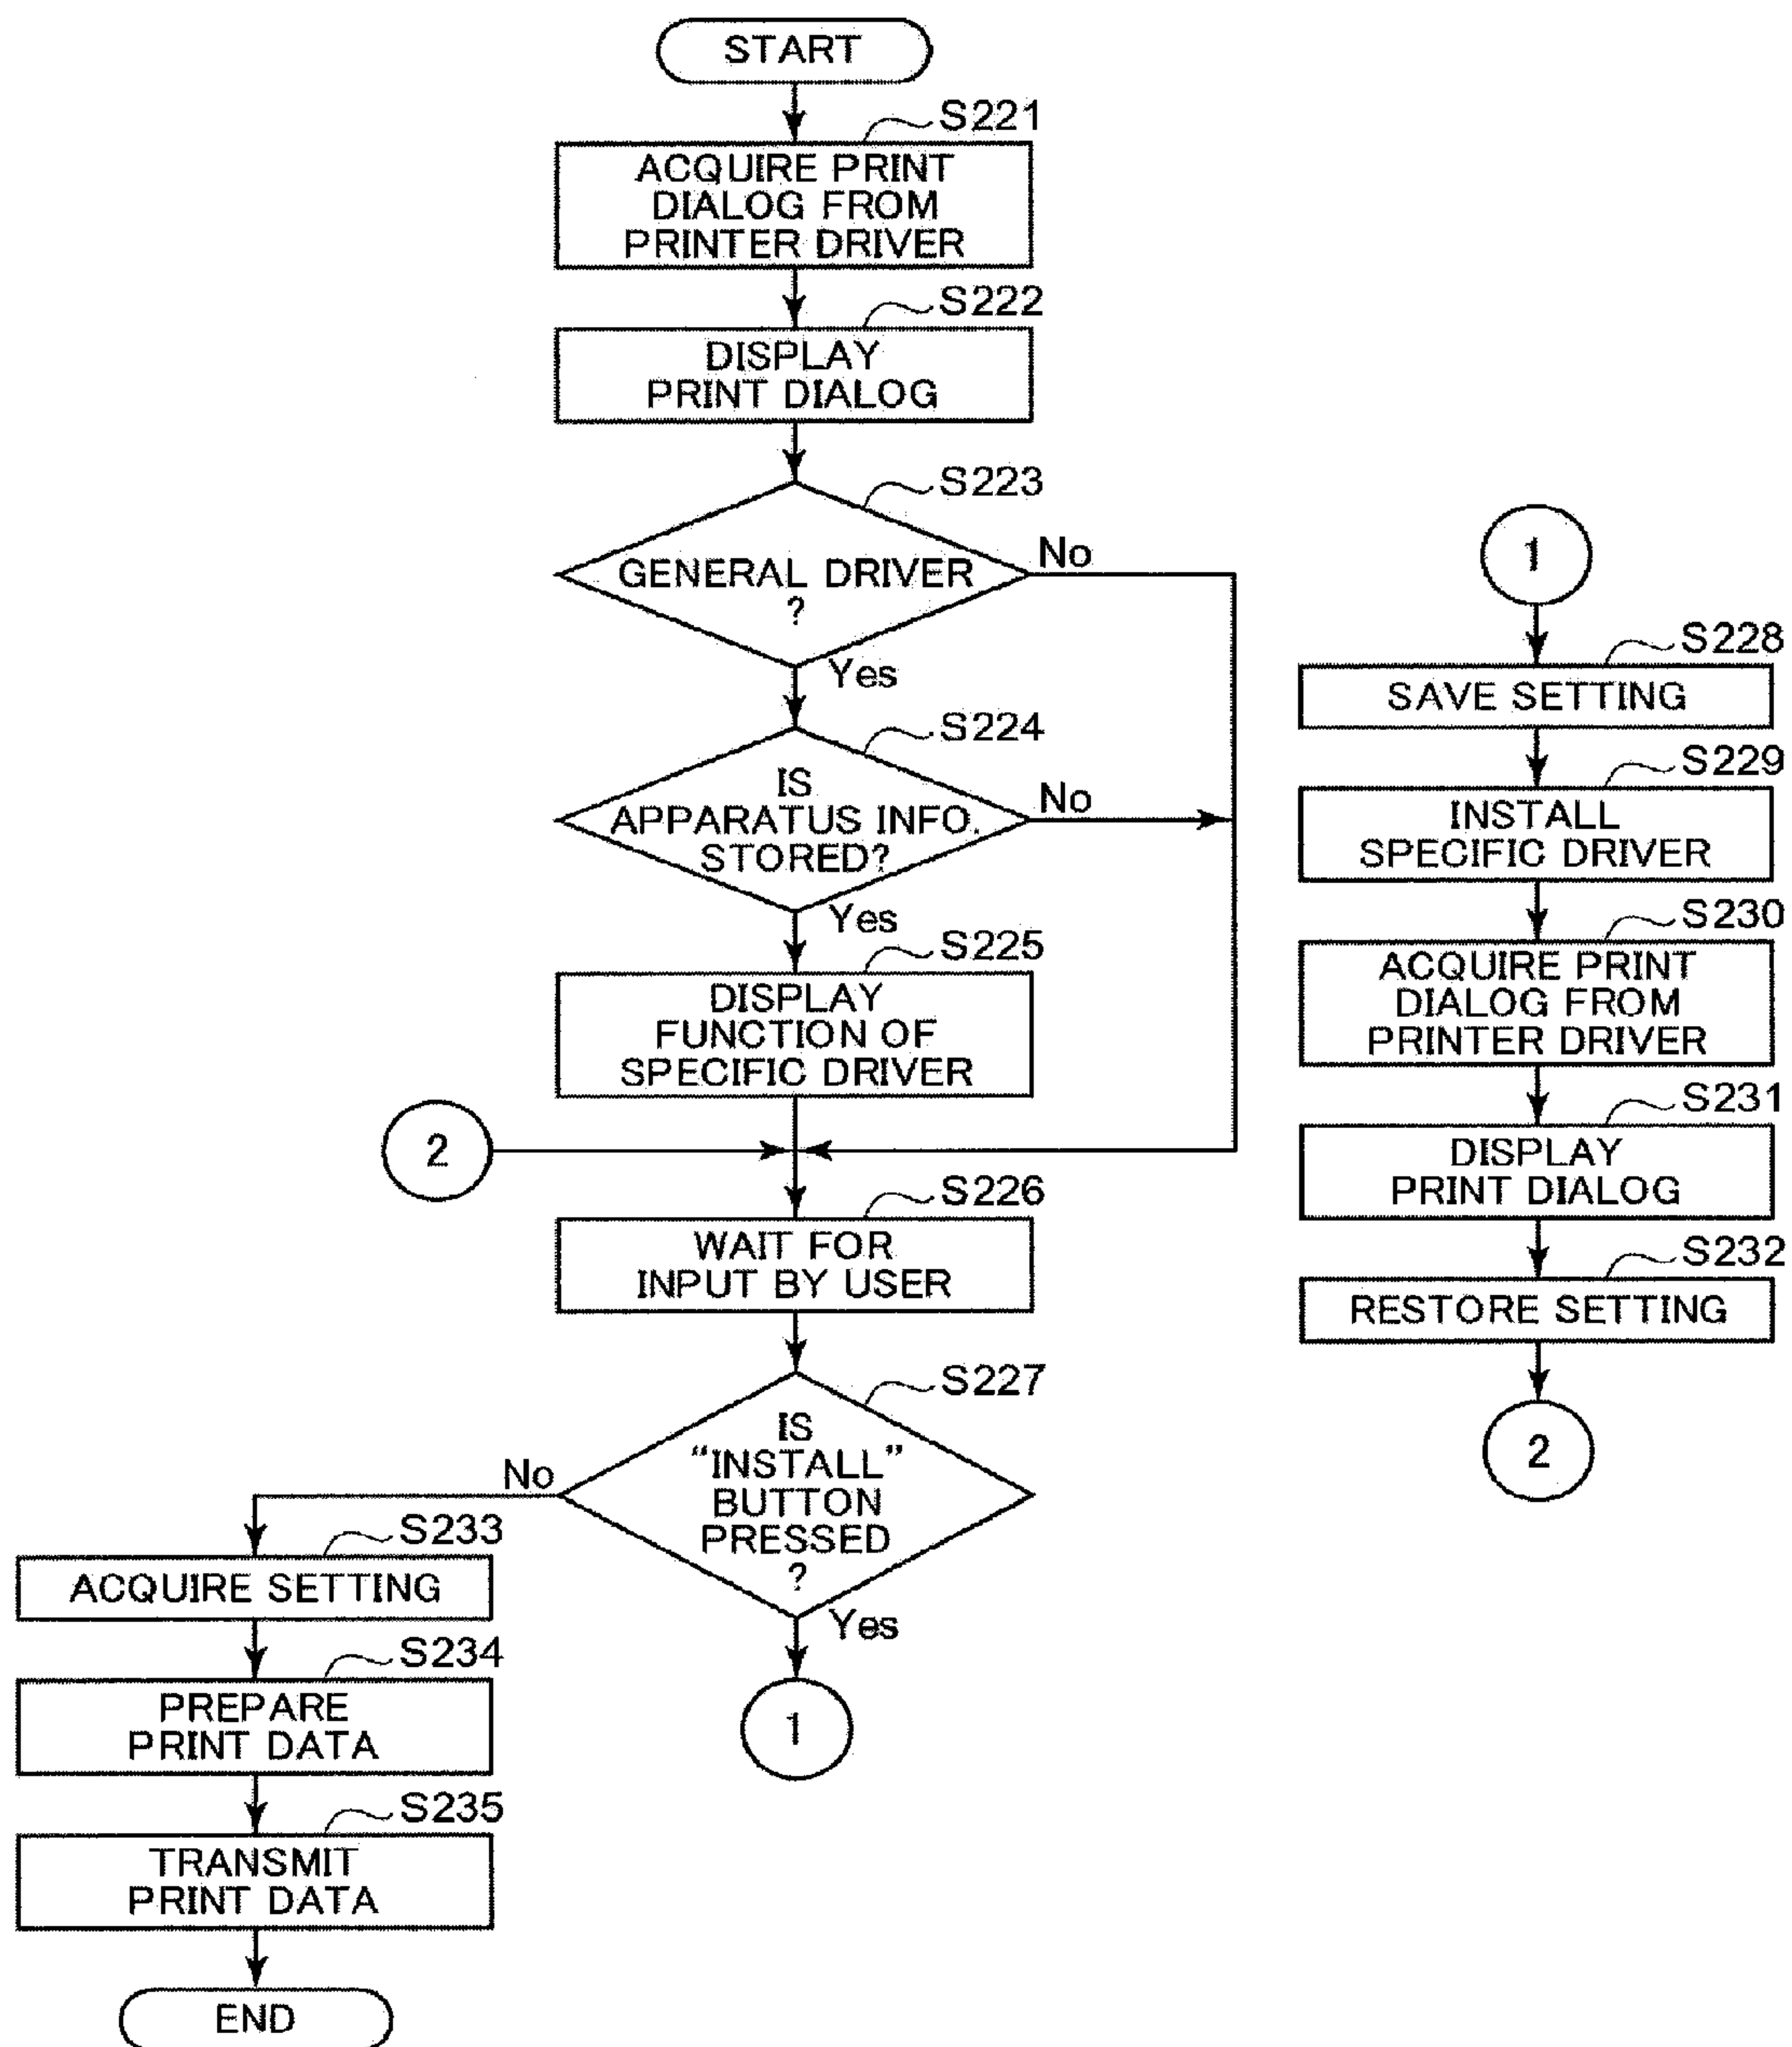 START
S221
ACQUIRE PRINT
DIALOG FROM
PRINTER DRIVER
S222
DISPLAY
PRINT DIALOG
S223
GENERAL DRIVER
?
No
Yes
S224
IS
APPARATUS INFO.
STORED?
No
Yes
S225
DISPLAY
FUNCTION OF
SPECIFIC DRIVER
2
S226
WAIT FOR
INPUT BY USER
S227
IS
“INSTALL”
BUTTON
PRESSED
?
No
Yes
1
S233
ACQUIRE SETTING
S234
PREPARE
PRINT DATA
S235
TRANSMIT
PRINT DATA
END
1
S228
SAVE SETTING
S229
INSTALL
SPECIFIC DRIVER
S230
ACQUIRE PRINT
DIALOG FROM
PRINTER DRIVER
S231
DISPLAY
PRINT DIALOG
S232
RESTORE SETTING
2